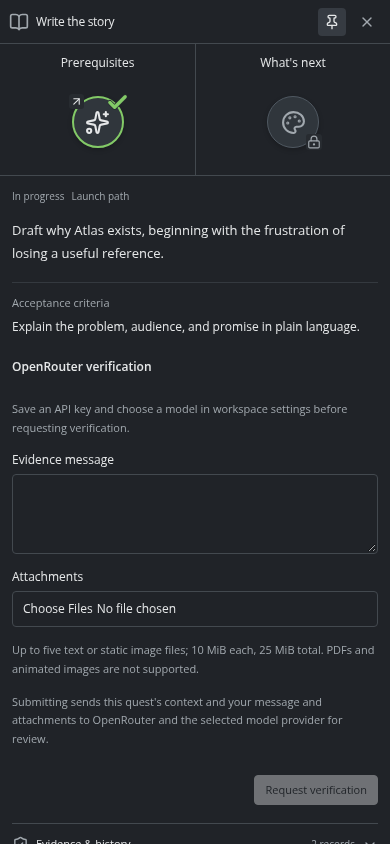 Write the story
Prerequisites
What's next
In progress Launch path
Draft why Atlas exists, beginning with the frustration of
losing a useful reference.
Acceptance criteria
Explain the problem, audience, and promise in plain language.
OpenRouter verification
Save an API key and choose a model in workspace settings before
requesting verification.
Evidence message
Attachments
Choose Files No file chosen
Up to five text or static image files; 10 MiB each, 25 MiB total. PDFs and
animated images are not supported.
Submitting sends this quest's context and your message and
attachments to OpenRouter and the selected model provider for
review.
Request verification
Evidence & history
2 records